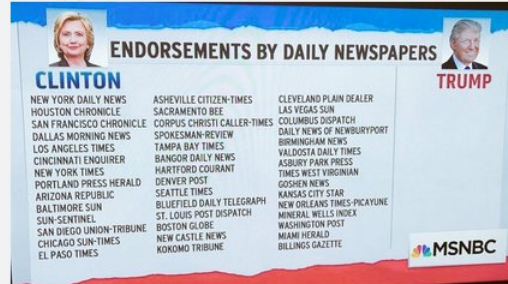 ENDORSEMENTS BY DAILY NEWSPAPERS
CLINTON
TRUMP
NEW YORK DAILY NEWS
HOUSTON CHRONICLE
SAN FRANCISCO CHRONICLE
DALLAS MORNING NEWS
LOS ANGELES TIMES
CINCINNATI ENQUIRER
NEW YORK TIMES
PORTLAND PRESS HERALD
ARIZONA REPUBLIC
BALTIMORE SUN
SUN-SENTINEL
SAN DIEGO UNION-TRIBUNE
CHICAGO SUN-TIMES
EL PASO TIMES
ASHEVILLE CITIZEN-TIMES
SACRAMENTO BEE
CORPUS CHRISTI CALLER-TIMES
SPOKESMAN-REVIEW
TAMPA BAY TIMES
BANGOR DAILY NEWS
HARTFORD COURANT
DENVER POST
SEATTLE TIMES
BLUEFIELD DAILY TELEGRAPH
ST. LOUIS POST DISPATCH
BOSTON GLOBE
NEW CASTLE NEWS
KOKOMO TRIBUNE
CLEVELAND PLAIN DEALER
LAS VEGAS SUN
COLUMBUS DISPATCH
DAILY NEWS OF NEWBURYPORT
BIRMINGHAM NEWS
VALDOSTA DAILY TIMES
ASBURY PARK PRESS
TIMES WEST VIRGINIAN
GOSHEN NEWS
KANSAS CITY STAR
NEW ORLEANS TIMES-PICAYUNE
MINERAL WELLS INDEX
WASHINGTON POST
MIAMI HERALD
BILLINGS GAZETTE
MSNBC